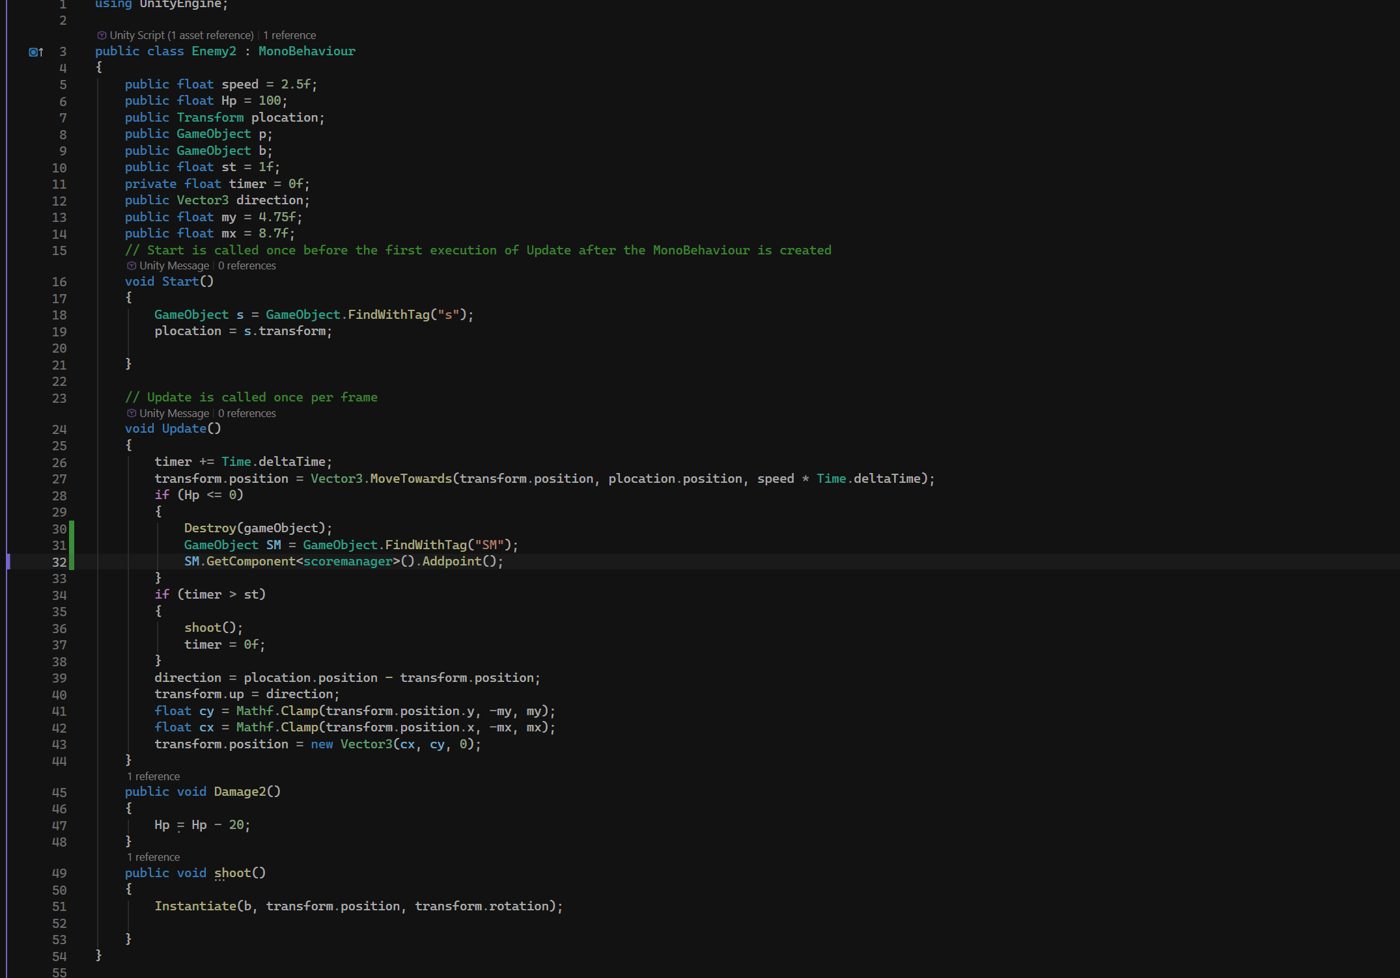 1 using UnityEngine;
2
Unity Script (1 asset reference) | 1 reference
3 public class Enemy2 : MonoBehaviour
4 {
5 public float speed = 2.5f;
6 public float Hp = 100;
7 public Transform plocation;
8 public GameObject p;
9 public GameObject b;
10 public float st = 1f;
11 private float timer = 0f;
12 public Vector3 direction;
13 public float my = 4.75f;
14 public float mx = 8.7f;
15 // Start is called once before the first execution of Update after the MonoBehaviour is created
Unity Message | 0 references
16 void Start()
17 {
18 GameObject s = GameObject.FindWithTag("s");
19 plocation = s.transform;
20
21 }
22
23 // Update is called once per frame
Unity Message | 0 references
24 void Update()
25 {
26 timer += Time.deltaTime;
27 transform.position = Vector3.MoveTowards(transform.position, plocation.position, speed * Time.deltaTime);
28 if (Hp <= 0)
29 {
30 Destroy(gameObject);
31 GameObject SM = GameObject.FindWithTag("SM");
32 SM.GetComponent<scoremanager>().Addpoint();
33 }
34 if (timer > st)
35 {
36 shoot();
37 timer = 0f;
38 }
39 direction = plocation.position - transform.position;
40 transform.up = direction;
41 float cy = Mathf.Clamp(transform.position.y, -my, my);
42 float cx = Mathf.Clamp(transform.position.x, -mx, mx);
43 transform.position = new Vector3(cx, cy, 0);
44 }
1 reference
45 public void Damage2()
46 {
47 Hp = Hp - 20;
48 }
1 reference
49 public void shoot()
50 {
51 Instantiate(b, transform.position, transform.rotation);
52
53 }
54 }
55